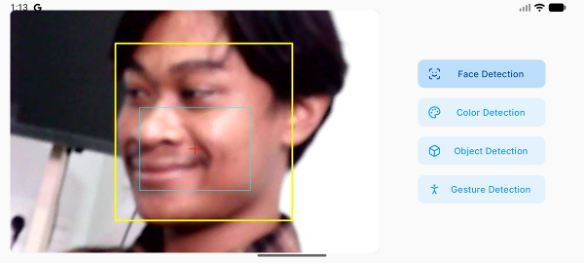 1:13 G
Face Detection
Color Detection
Object Detection
Gesture Detection